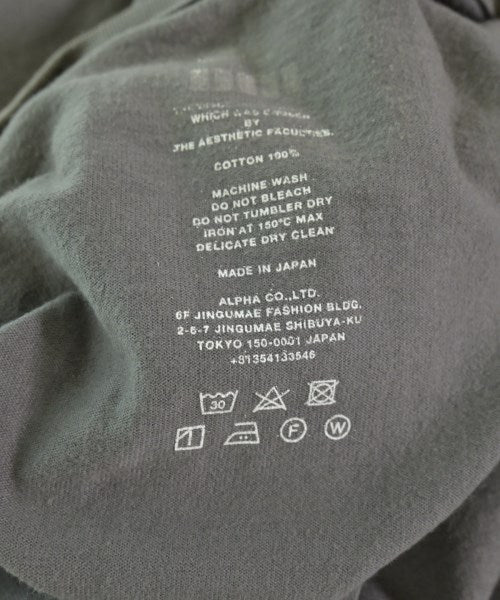 WHICH WAS
BY
THE AESTHETIC FACULTIES.
COTTON 100%
MACHINE WASH
DO NOT BLEACH
DO NOT TUMBLER DRY
IRON AT 150°C MAX
DELICATE DRY CLEAN
MADE IN JAPAN
ALPHA CO.,LTD.
6F JINGUMAE FASHION BLDG.
2-6-7 JINGUMAE SHIBUYA-KU
TOKYO 150-0001 JAPAN
+81354133546
30
F W